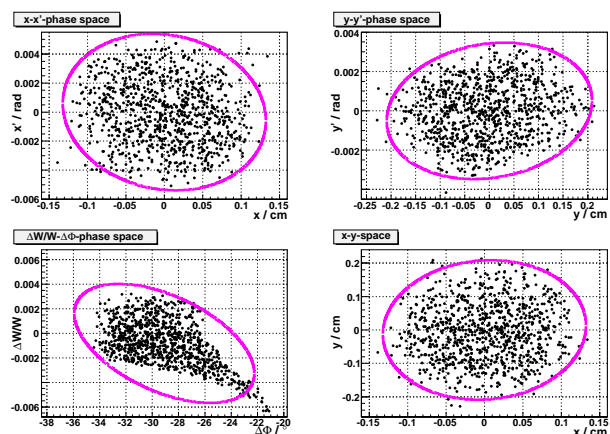 x-x'-phase space
0.004
0.002
0
-0.002
-0.004
-0.006
x' / rad
-0.15 -0.1 -0.05 0 0.05 0.1 0.15
x / cm
y-y'-phase space
0.004
0.002
0
-0.002
y' / rad
-0.25 -0.2 -0.15 -0.1 -0.05 0 0.05 0.1 0.15 0.2
y / cm
ΔW/W-ΔΦ-phase space
0.006
0.004
0.002
0
-0.002
-0.004
-0.006
ΔW/W
-38 -36 -34 -32 -30 -28 -26 -24 -22 -20
ΔΦ / °
x-y-space
0.2
0.1
0
-0.1
-0.2
y / cm
-0.15 -0.1 -0.05 0 0.05 0.1 0.15
x / cm